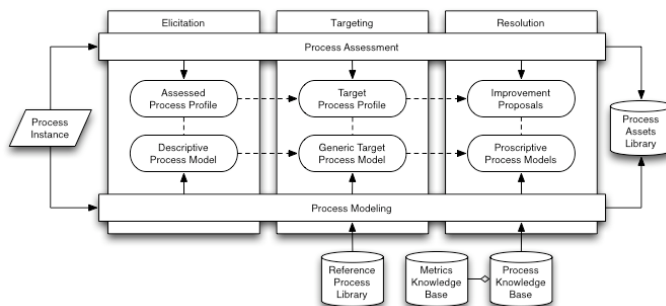 Elicitation
Targeting
Resolution
Process Assessment
Assessed
Process Profile
Target
Process Profile
Improvement
Proposals
Process
Instance
Process
Assets
Library
Descriptive
Process Model
Generic Target
Process Model
Proscriptive
Process Models
Process Modeling
Reference
Process
Library
Metrics
Knowledge
Base
Process
Knowledge
Base